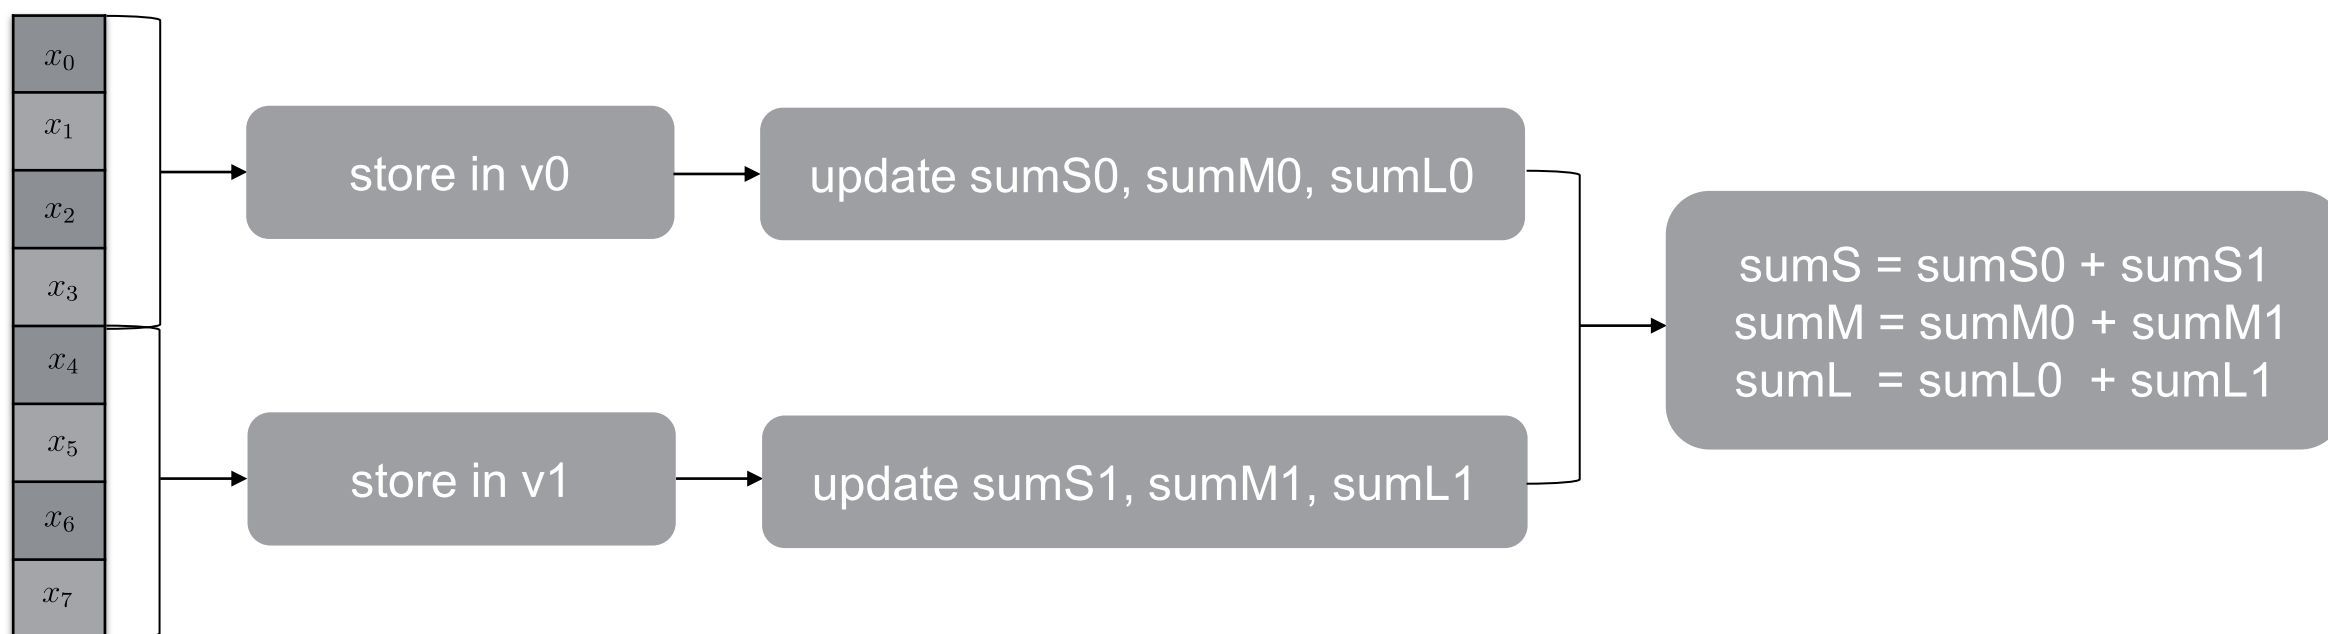 x₀
x₁
x₂
x₃
x₄
x₅
x₆
x₇
store in v0
update sumS0, sumM0, sumL0
store in v1
update sumS1, sumM1, sumL1
sumS = sumS0 + sumS1
sumM = sumM0 + sumM1
sumL = sumL0 + sumL1